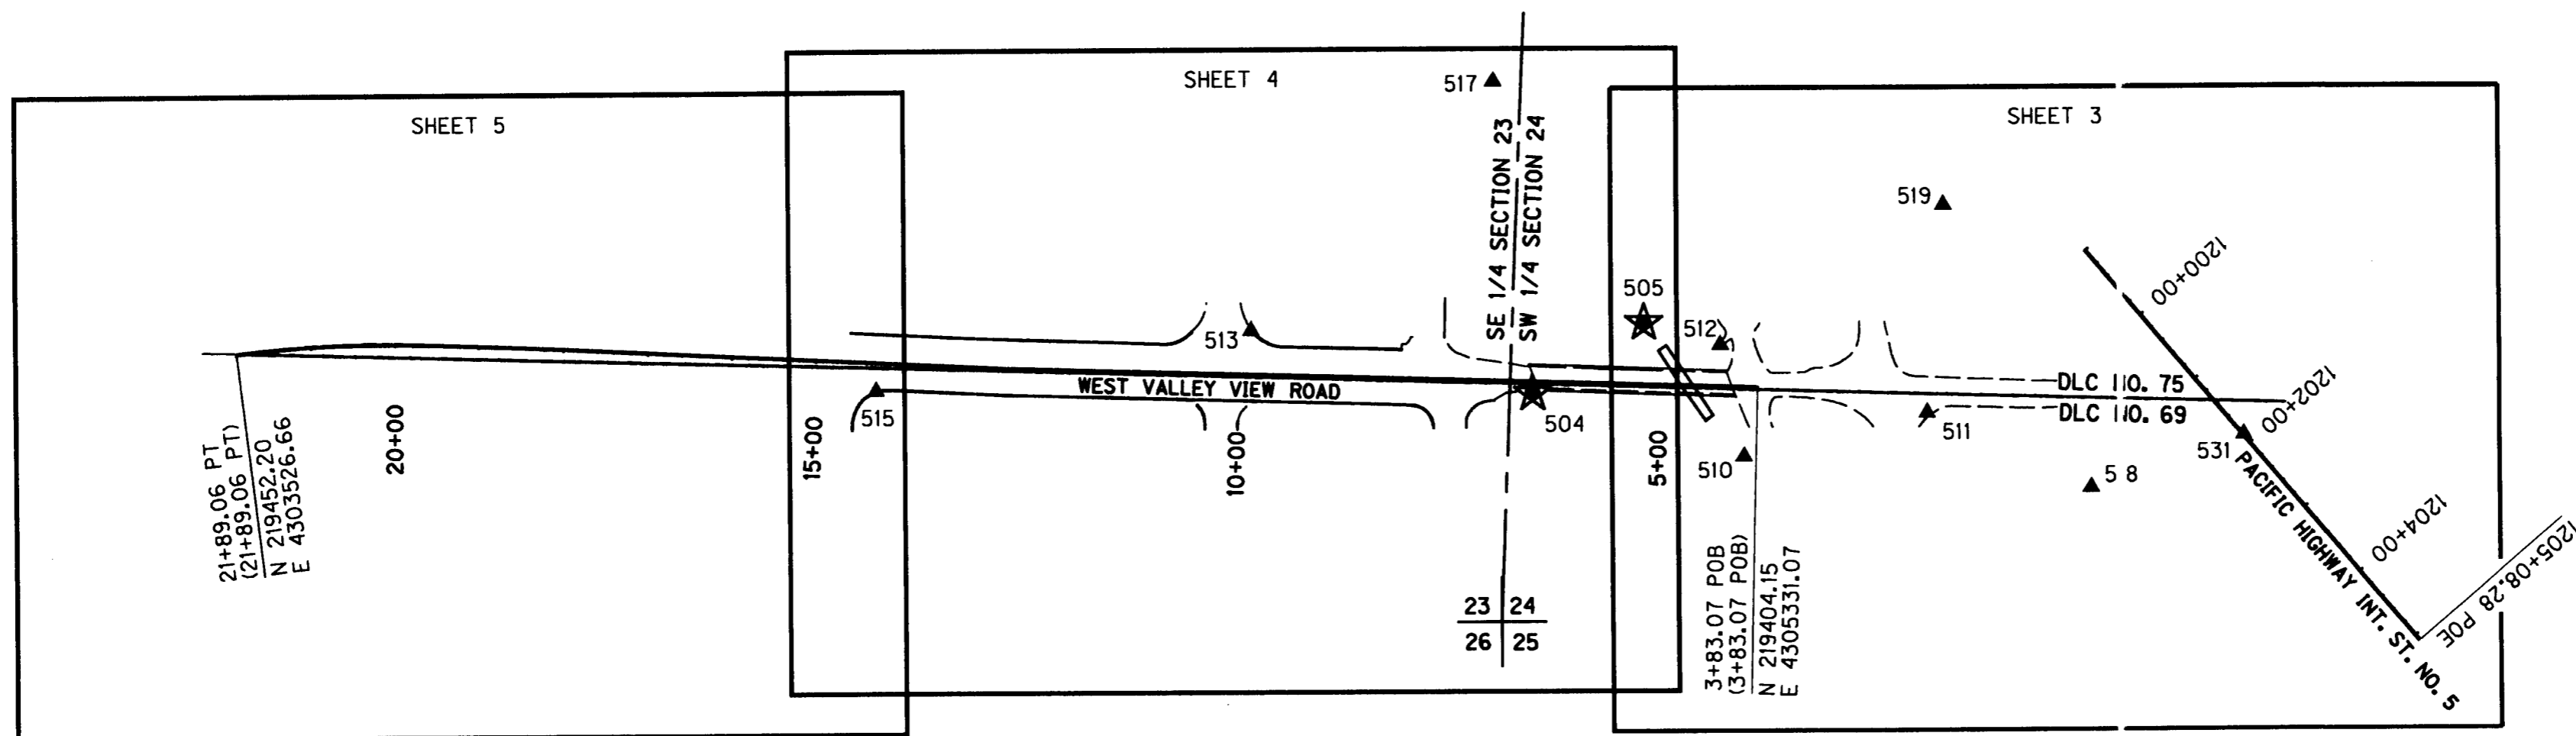 SHEET 5
SHEET 4
SHEET 3
517
519
SE 1/4 SECTION 23
SW 1/4 SECTION 24
505
512
513
515
WEST VALLEY VIEW ROAD
504
510
511
DLC NO. 75
DLC NO. 69
531
5 8
1200+00
1202+00
1204+00
1205+08.28 POE
PACIFIC HIGHWAY INT. ST. NO. 5
20+00
15+00
10+00
5+00
21+89.06 PT
(21+89.06 PT)
N 219452.20
E 4303526.66
3+83.07 POB
(3+83.07 POB)
N 219404.15
E 4305331.07
23 24
26 25